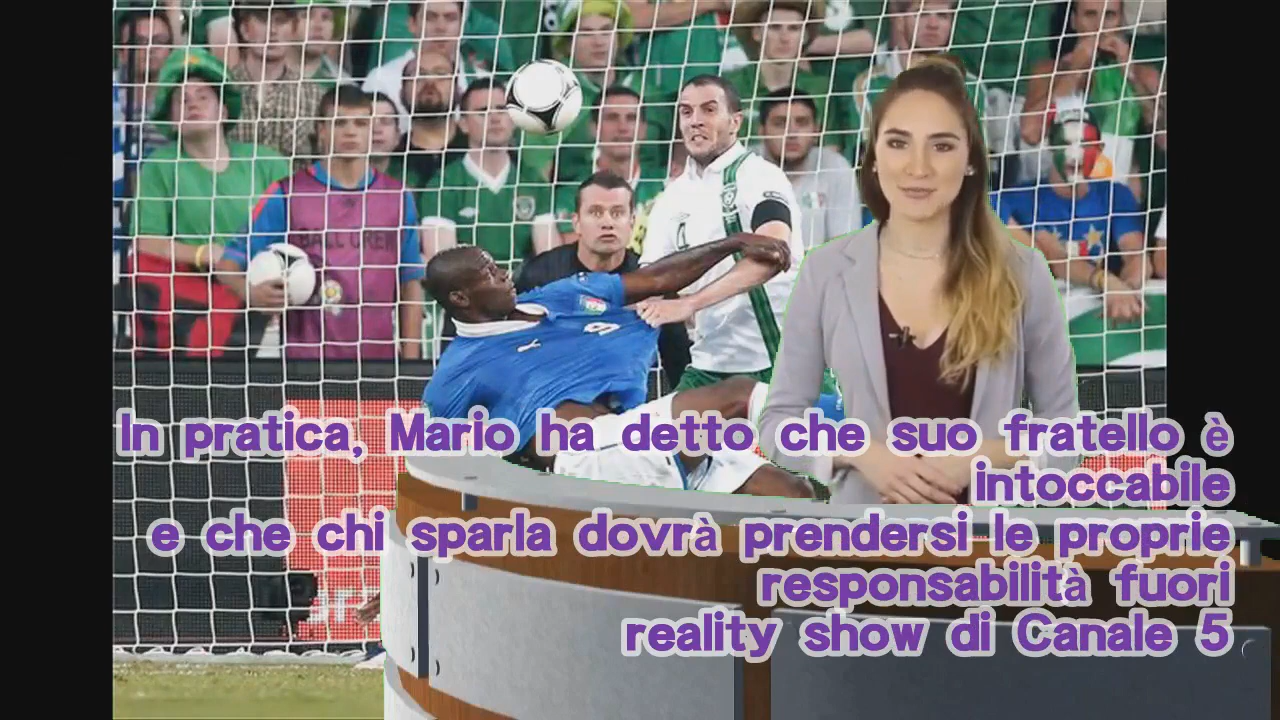 In pratica, Mario ha detto che suo fratello è
intoccabile
e che chi sparla dovrà prendersi le proprie
responsabilità fuori
reality show di Canale 5